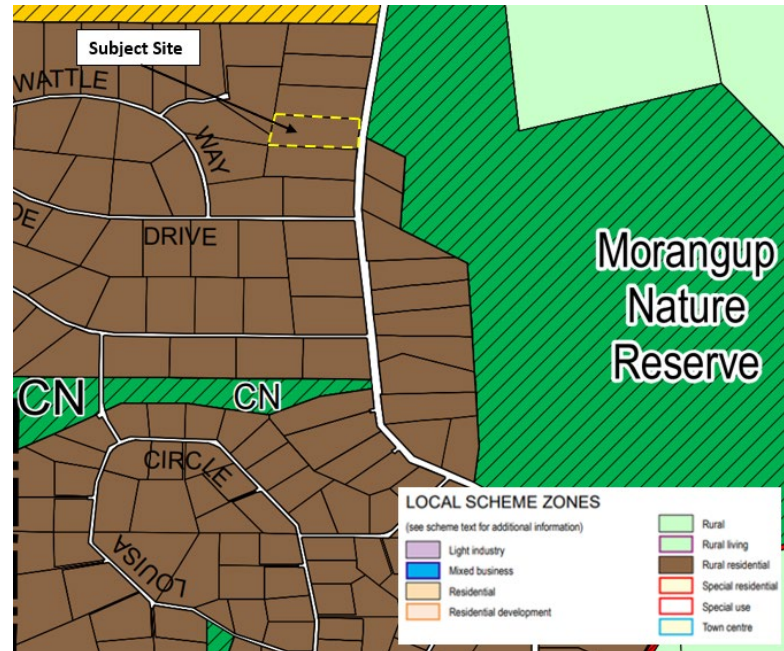 Subject Site
WATTLE
WAY
DE
DRIVE
Morangup
Nature
Reserve
CN
CN
CIRCLE
LOUISA
LOCAL SCHEME ZONES
(see scheme text for additional information)
Light industry
Mixed business
Residential
Residential development
Rural
Rural living
Rural residential
Special residential
Special use
Town centre